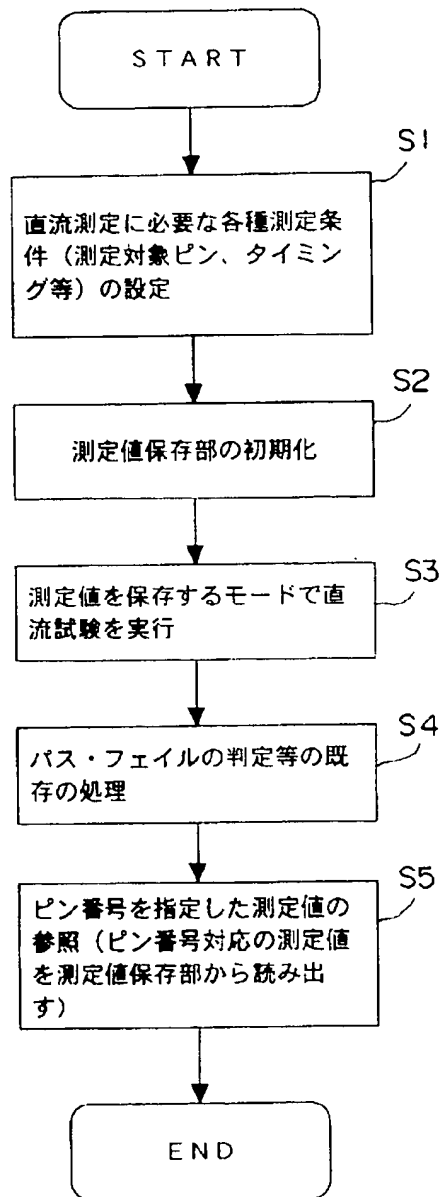 START
S1
直流測定に必要な各種測定条
件（測定対象ピン、タイミン
グ等）の設定
S2
測定値保存部の初期化
S3
測定値を保存するモードで直
流試験を実行
S4
パス・フェイルの判定等の既
存の処理
S5
ピン番号を指定した測定値の
参照（ピン番号対応の測定値
を測定値保存部から読み出
す）
END